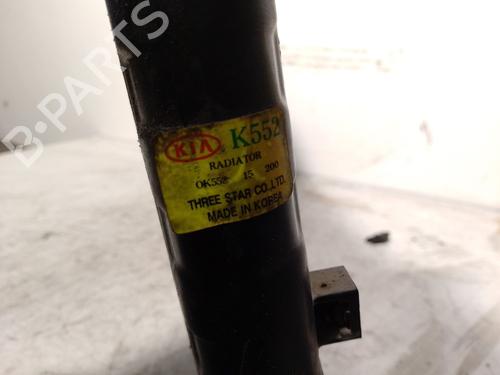 B-PARTS
KIA K552
RADIATOR
OK552 15 200
THREE STAR CO.,LTD.
MADE IN KOREA